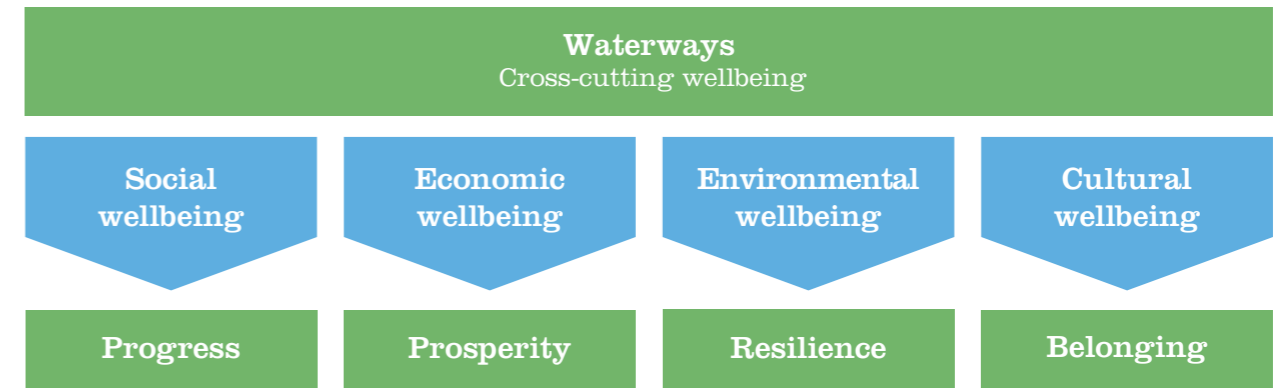 Waterways
Cross-cutting wellbeing
Social
wellbeing
Economic
wellbeing
Environmental
wellbeing
Cultural
wellbeing
Progress
Prosperity
Resilience
Belonging